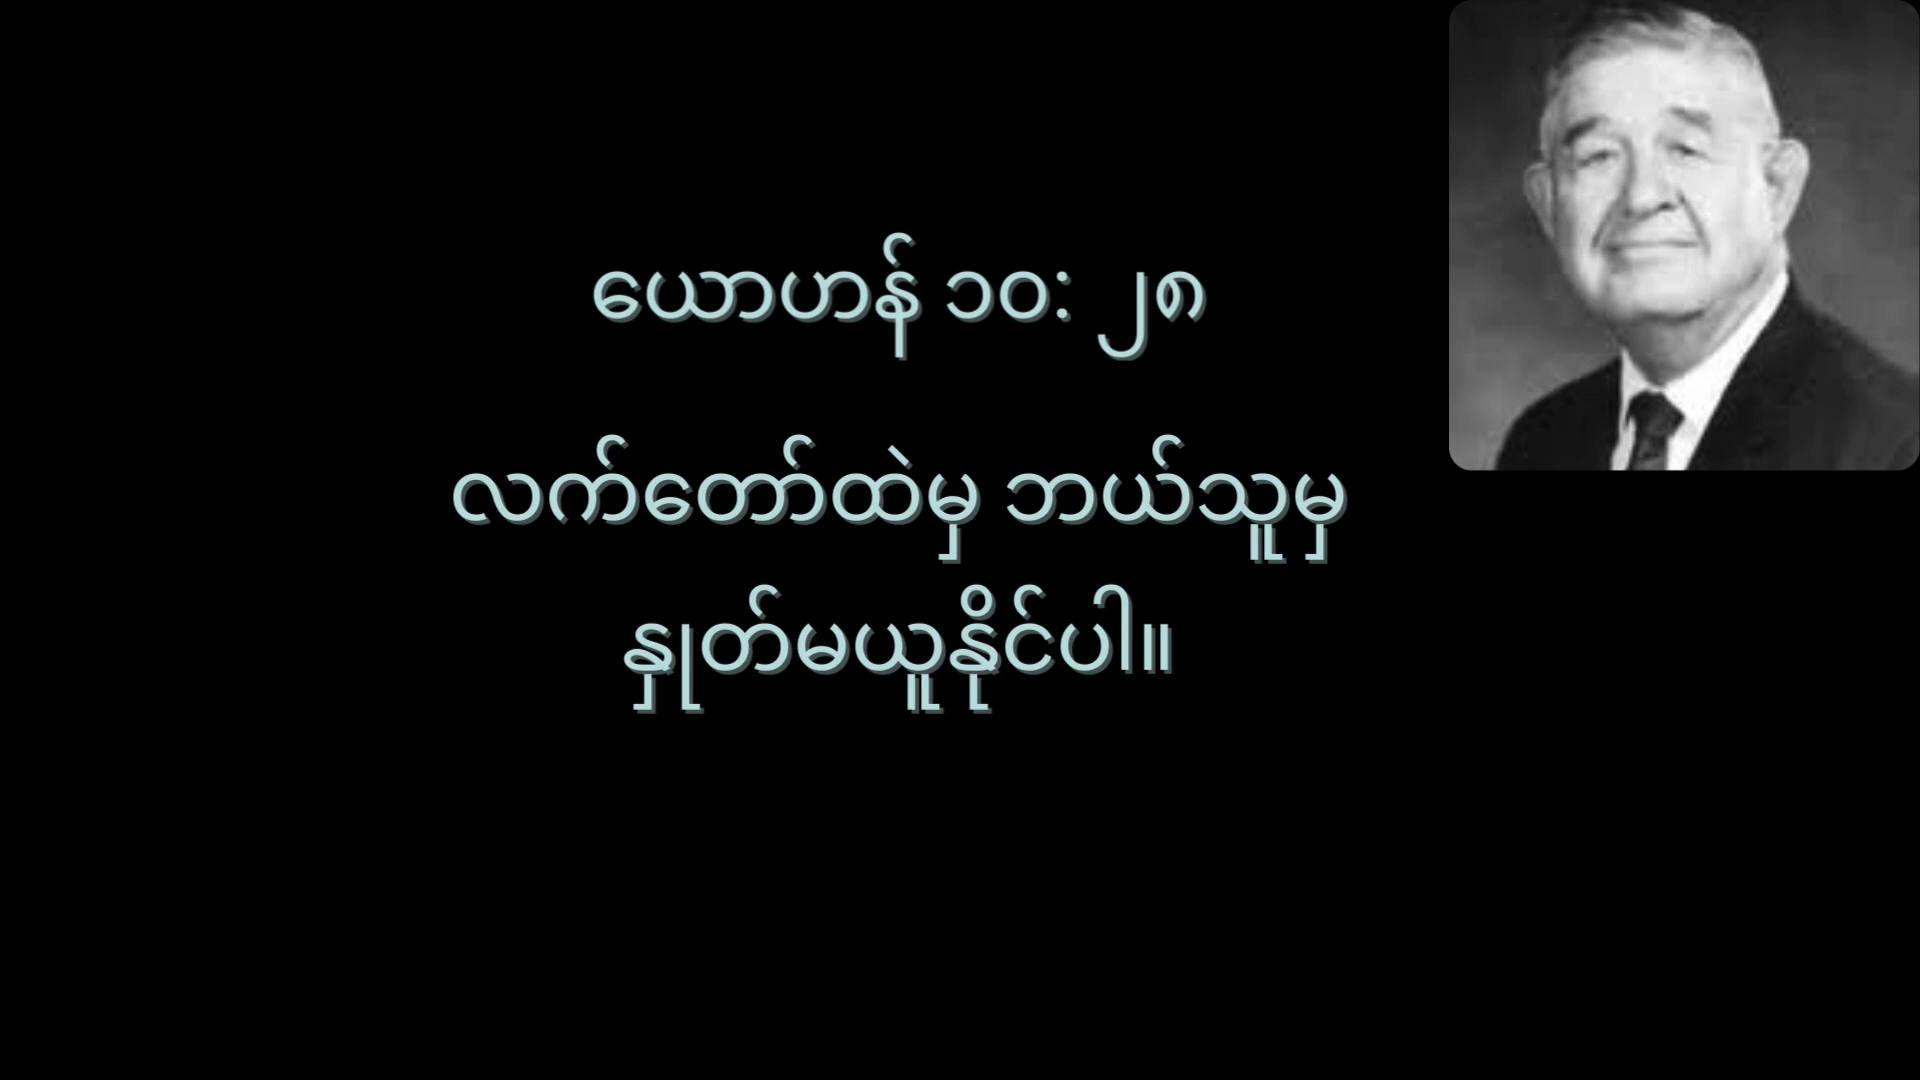 ယောဟန် ၁၀: ၂၈
လက်တော်ထဲမှ ဘယ်သူမှ
နှုတ်မယူနိုင်ပါ။